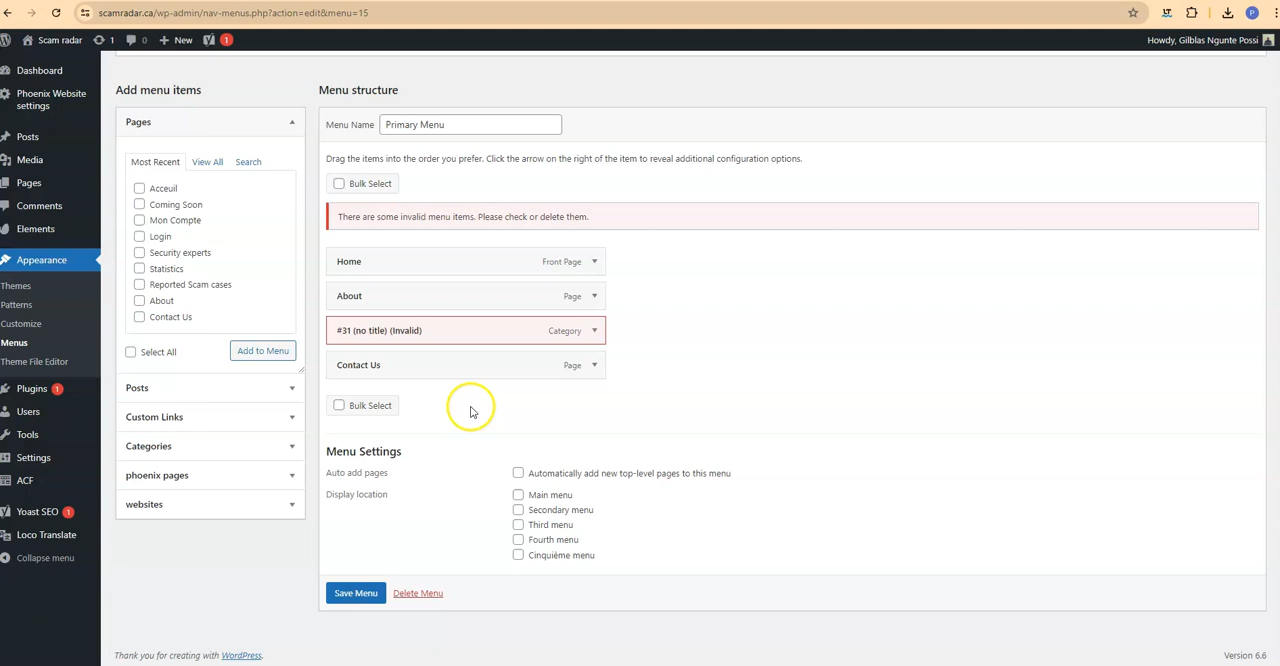 scamradar.ca/wp-admin/nav-menus.php?action=edit&menu=15
LT
P
Scam radar
1
0
New
1
Howdy, Gilblas Ngunte Possi
Dashboard
Phoenix Website
settings
Posts
Media
Pages
Comments
Elements
Appearance
Themes
Patterns
Customize
Menus
Theme File Editor
Plugins 1
Users
Tools
Settings
ACF
Yoast SEO 1
Loco Translate
Collapse menu
Add menu items
Pages
Most Recent View All Search
Acceuil
Coming Soon
Mon Compte
Login
Security experts
Statistics
Reported Scam cases
About
Contact Us
Select All
Add to Menu
Posts
Custom Links
Categories
phoenix pages
websites
Menu structure
Menu Name Primary Menu
Drag the items into the order you prefer. Click the arrow on the right of the item to reveal additional configuration options.
Bulk Select
There are some invalid menu items. Please check or delete them.
Home Front Page
About Page
#31 (no title) (Invalid) Category
Contact Us Page
Bulk Select
Menu Settings
Auto add pages Automatically add new top-level pages to this menu
Display location Main menu
Secondary menu
Third menu
Fourth menu
Cinquième menu
Save Menu Delete Menu
Thank you for creating with WordPress. Version 6.6